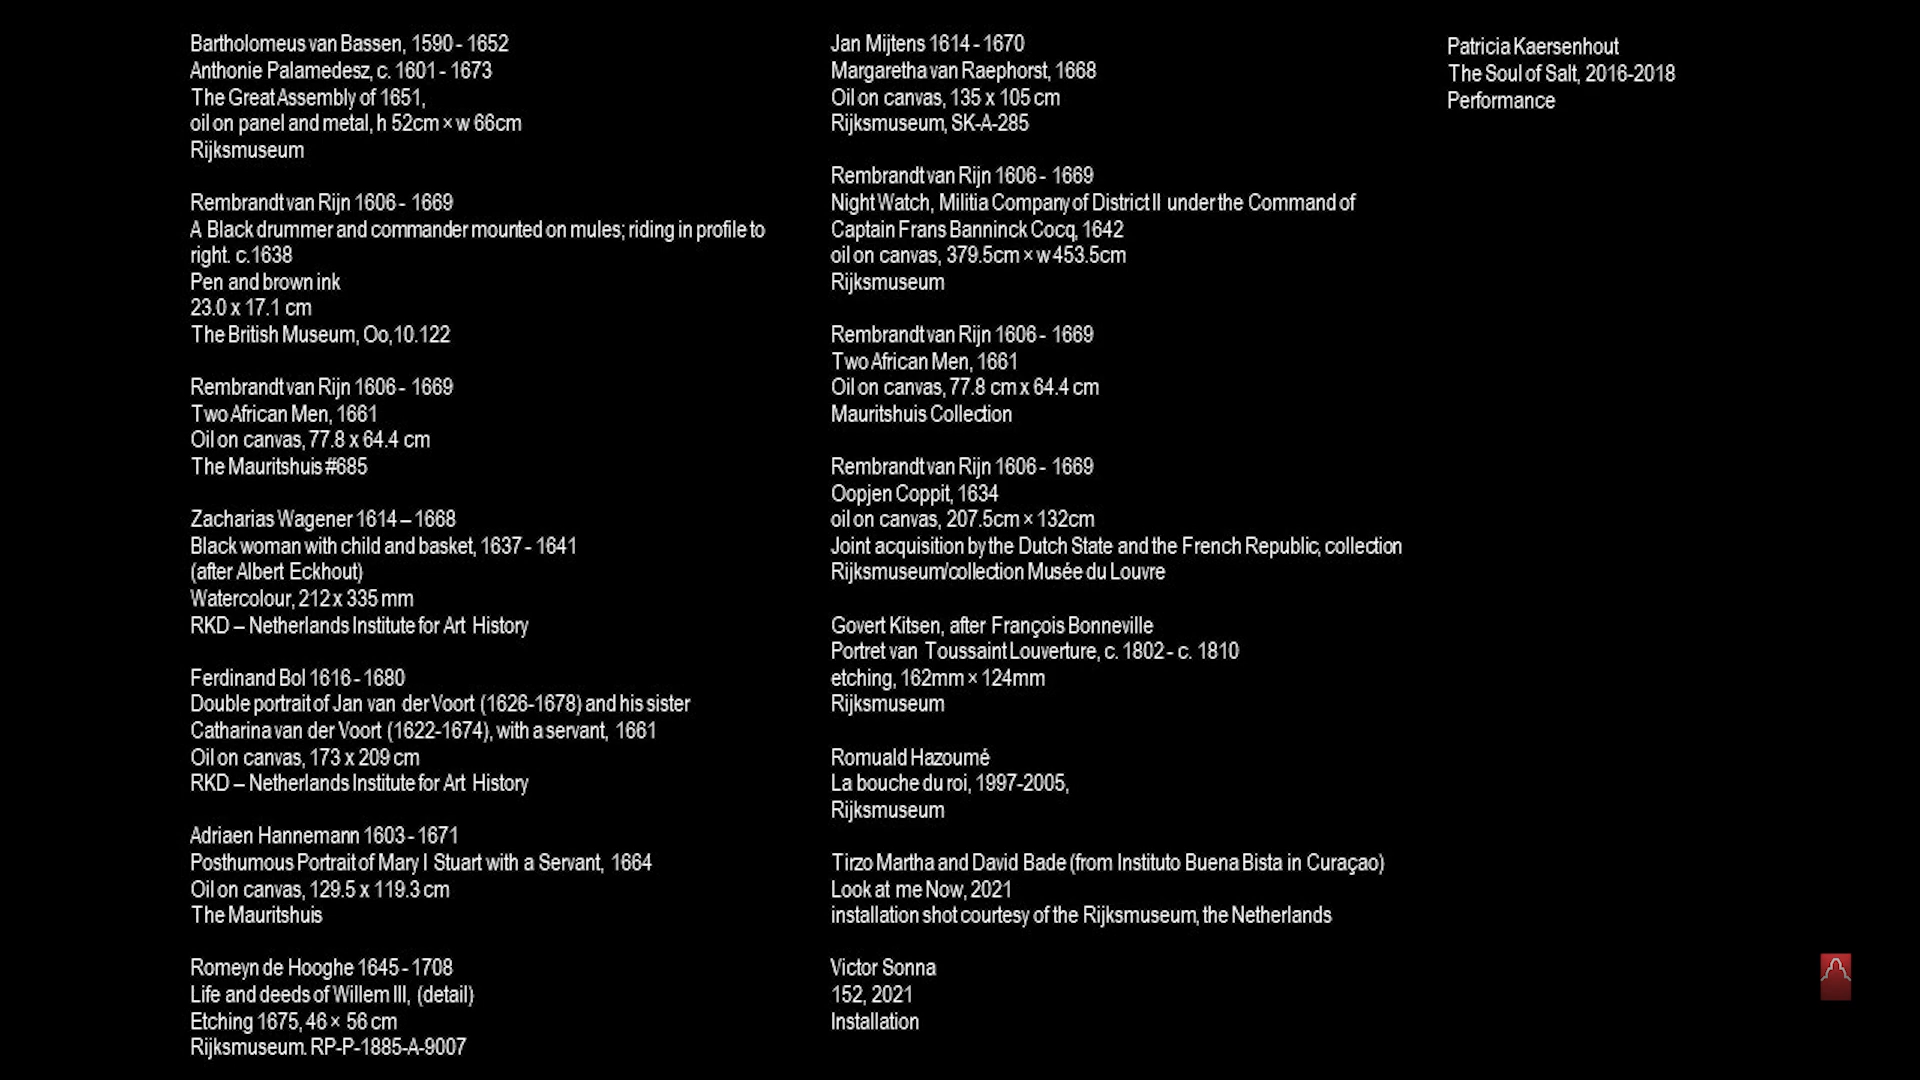 Bartholomeus van Bassen, 1590 - 1652
Anthonie Palamedesz, c. 1601 - 1673
The Great Assembly of 1651,
oil on panel and metal, h 52cm × w 66cm
Rijksmuseum
Rembrandt van Rijn 1606 - 1669
A Black drummer and commander mounted on mules; riding in profile to
right. c.1638
Pen and brown ink
23.0 x 17.1 cm
The British Museum, Oo,10.122
Rembrandt van Rijn 1606 - 1669
Two African Men, 1661
Oil on canvas, 77.8 x 64.4 cm
The Mauritshuis #685
Zacharias Wagener 1614 – 1668
Black woman with child and basket, 1637 - 1641
(after Albert Eckhout)
Watercolour, 212 x 335 mm
RKD – Netherlands Institute for Art History
Ferdinand Bol 1616 - 1680
Double portrait of Jan van der Voort (1626-1678) and his sister
Catharina van der Voort (1622-1674), with a servant, 1661
Oil on canvas, 173 x 209 cm
RKD – Netherlands Institute for Art History
Adriaen Hannemann 1603 - 1671
Posthumous Portrait of Mary I Stuart with a Servant, 1664
Oil on canvas, 129.5 x 119.3 cm
The Mauritshuis
Romeyn de Hooghe 1645 - 1708
Life and deeds of Willem III, (detail)
Etching 1675, 46 × 56 cm
Rijksmuseum. RP-P-1885-A-9007
Jan Mijtens 1614 - 1670
Margaretha van Raephorst, 1668
Oil on canvas, 135 x 105 cm
Rijksmuseum, SK-A-285
Rembrandt van Rijn 1606 - 1669
Night Watch, Militia Company of District II under the Command of
Captain Frans Banninck Cocq, 1642
oil on canvas, 379.5cm × w 453.5cm
Rijksmuseum
Rembrandt van Rijn 1606 - 1669
Two African Men, 1661
Oil on canvas, 77.8 cm x 64.4 cm
Mauritshuis Collection
Rembrandt van Rijn 1606 - 1669
Oopjen Coppit, 1634
oil on canvas, 207.5cm × 132cm
Joint acquisition by the Dutch State and the French Republic, collection
Rijksmuseum/collection Musée du Louvre
Govert Kitsen, after François Bonneville
Portret van Toussaint Louverture, c. 1802 - c. 1810
etching, 162mm × 124mm
Rijksmuseum
Romuald Hazoumé
La bouche du roi, 1997-2005,
Rijksmuseum
Tirzo Martha and David Bade (from Instituto Buena Bista in Curaçao)
Look at me Now, 2021
installation shot courtesy of the Rijksmuseum, the Netherlands
Victor Sonna
152, 2021
Installation
Patricia Kaersenhout
The Soul of Salt, 2016-2018
Performance